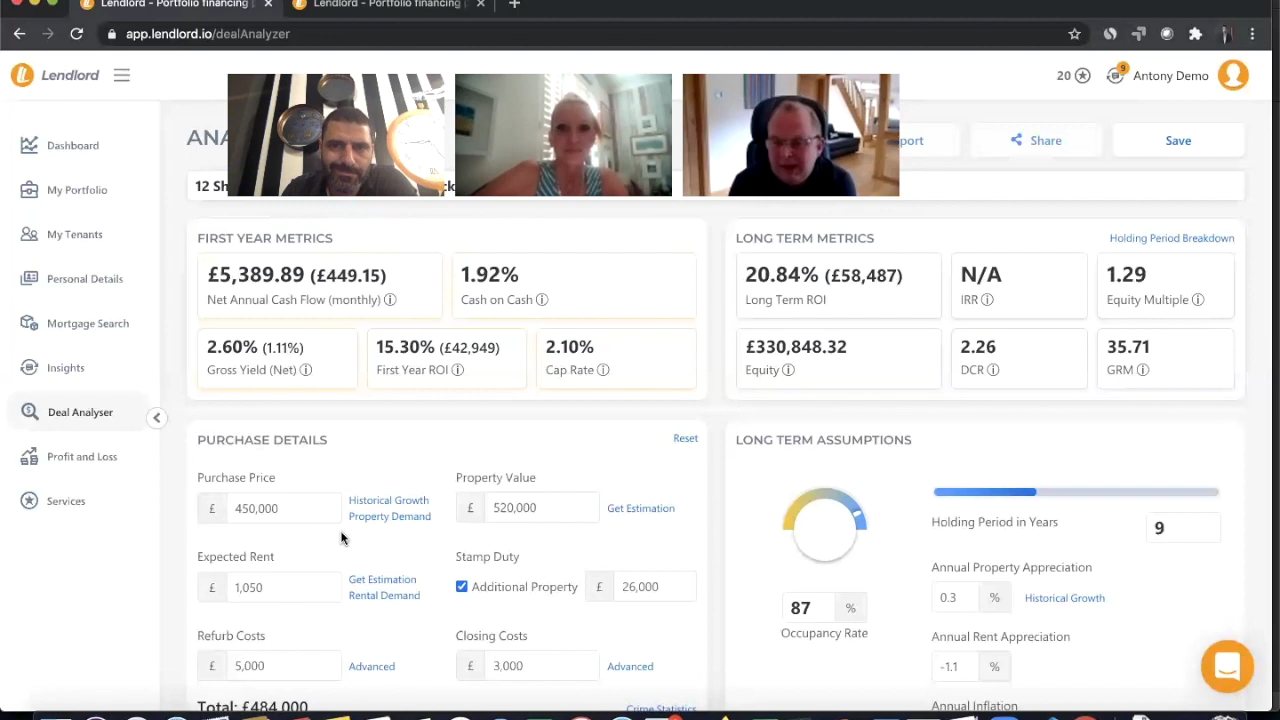 Lendlord - Portfolio financing
Lendlord - Portfolio financing
app.lendlord.io/dealAnalyzer
Lendlord
20
9
Antony Demo
Dashboard
My Portfolio
My Tenants
Personal Details
Mortgage Search
Insights
Deal Analyser
Profit and Loss
Services
ANA
port
Share
Save
12 Sh
ck
FIRST YEAR METRICS
£5,389.89 (£449.15)
Net Annual Cash Flow (monthly)
1.92%
Cash on Cash
2.60% (1.11%)
Gross Yield (Net)
15.30% (£42,949)
First Year ROI
2.10%
Cap Rate
LONG TERM METRICS
Holding Period Breakdown
20.84% (£58,487)
Long Term ROI
N/A
IRR
1.29
Equity Multiple
£330,848.32
Equity
2.26
DCR
35.71
GRM
PURCHASE DETAILS
Reset
Purchase Price
£ 450,000
Historical Growth
Property Demand
Property Value
£ 520,000
Get Estimation
Expected Rent
£ 1,050
Get Estimation
Rental Demand
Stamp Duty
Additional Property
£ 26,000
Refurb Costs
£ 5,000
Advanced
Closing Costs
£ 3,000
Advanced
Total: £484,000
Crime Statistics
LONG TERM ASSUMPTIONS
87 %
Occupancy Rate
Holding Period in Years
9
Annual Property Appreciation
0.3 %
Historical Growth
Annual Rent Appreciation
-1.1 %
Annual Inflation